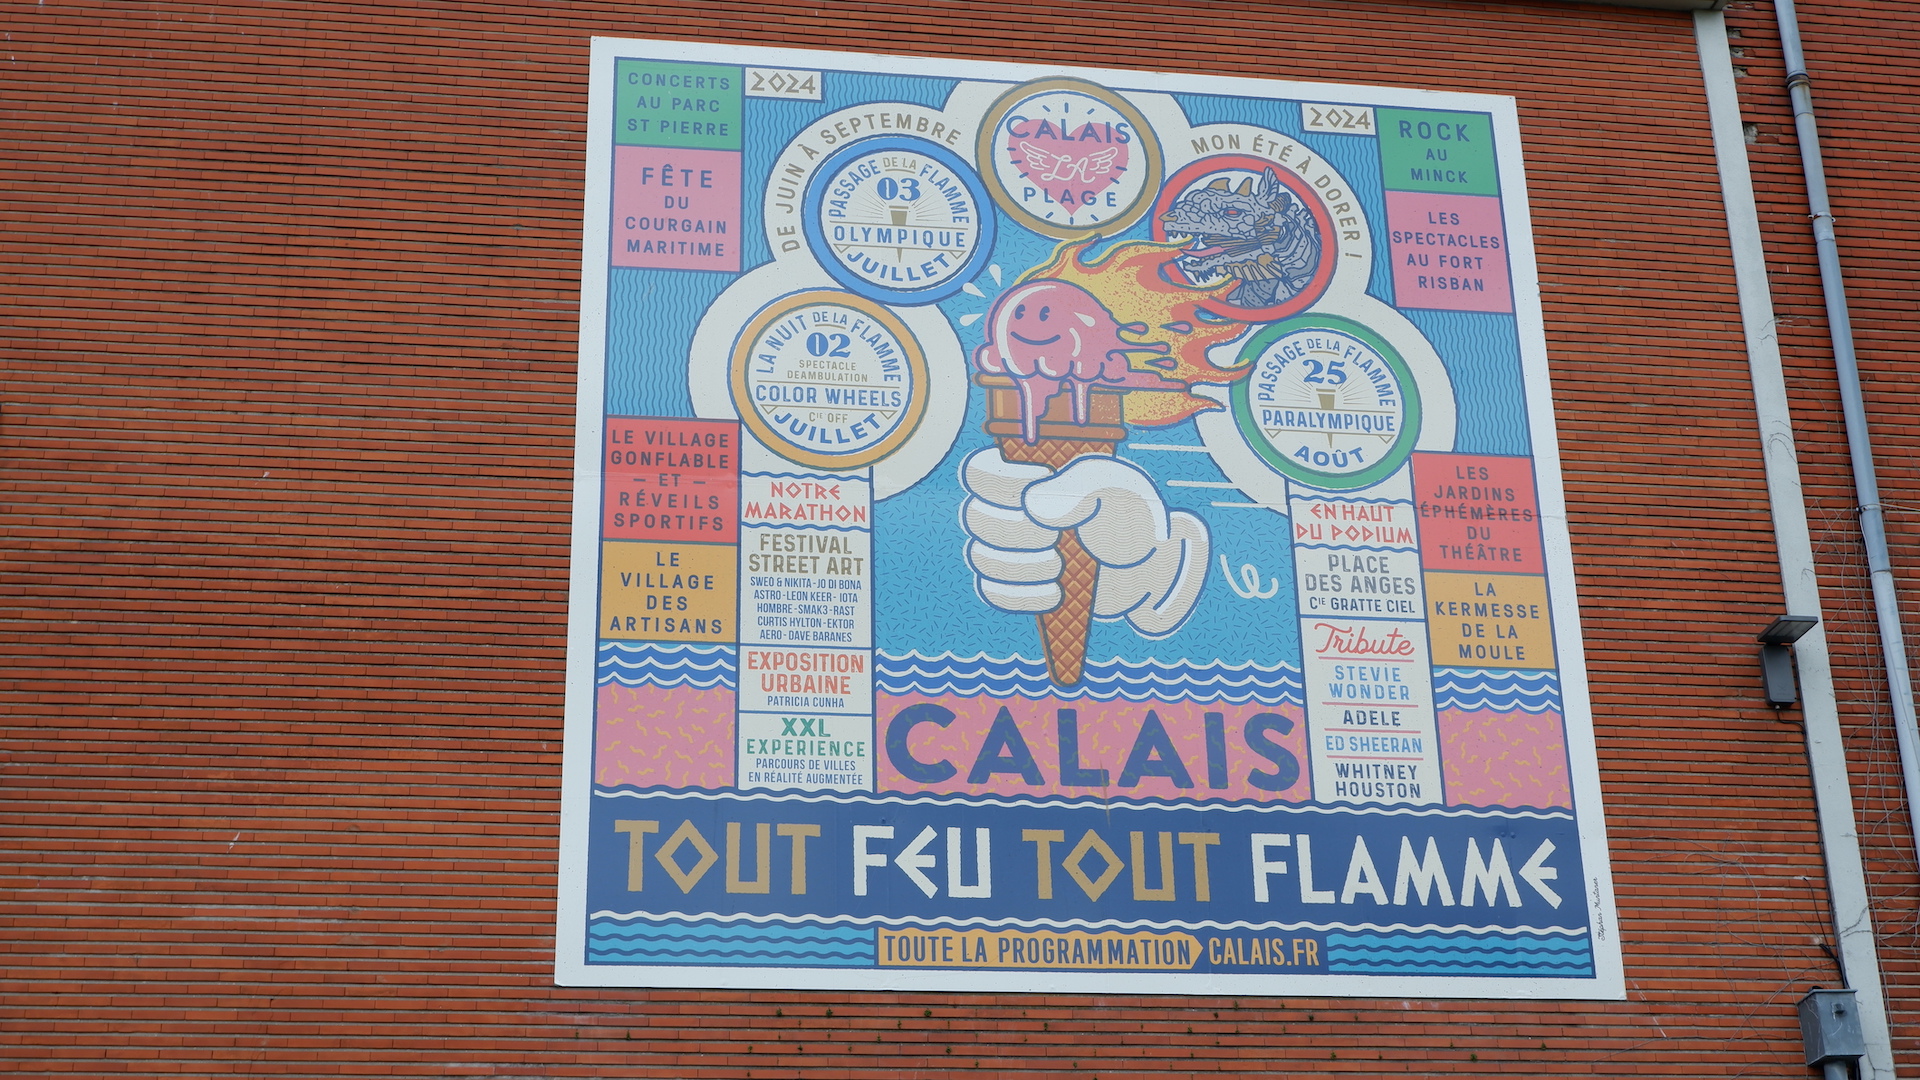 CONCERTS
AU PARC
ST PIERRE
2024
FÊTE
DU
COURGAIN
MARITIME
DE JUIN À SEPTEMBRE
CALAIS
LA
PLAGE
MON ÉTÉ À DORER !
2024
ROCK
AU
MINCK
LES
SPECTACLES
AU FORT
RISBAN
PASSAGE DE LA FLAMME
03
OLYMPIQUE
JUILLET
LA NUIT DE LA FLAMME
02
SPECTACLE
DEAMBULATION
COLOR WHEELS
CIE OFF
JUILLET
PASSAGE DE LA FLAMME
25
PARALYMPIQUE
AOÛT
LE VILLAGE
GONFLABLE
— ET —
RÉVEILS
SPORTIFS
LE
VILLAGE
DES
ARTISANS
NOTRE
MARATHON
FESTIVAL
STREET ART
SWEO & NIKITA - JO DI BONA
ASTRO - LEON KEER - IOTA
HOMBRE - SMAK3 - RAST
CURTIS HYLTON - EKTOR
AERO - DAVE BARANES
EXPOSITION
URBAINE
PATRICIA CUNHA
XXL
EXPERIENCE
PARCOURS DE VILLES
EN RÉALITÉ AUGMENTÉE
EN HAUT
DU PODIUM
PLACE
DES ANGES
CIE GRATTE CIEL
Tribute
STEVIE
WONDER
ADELE
ED SHEERAN
WHITNEY
HOUSTON
LES
JARDINS
ÉPHÉMÈRES
DU
THÉÂTRE
LA
KERMESSE
DE LA
MOULE
CALAIS
TOUT FEU TOUT FLAMME
TOUTE LA PROGRAMMATION CALAIS.FR